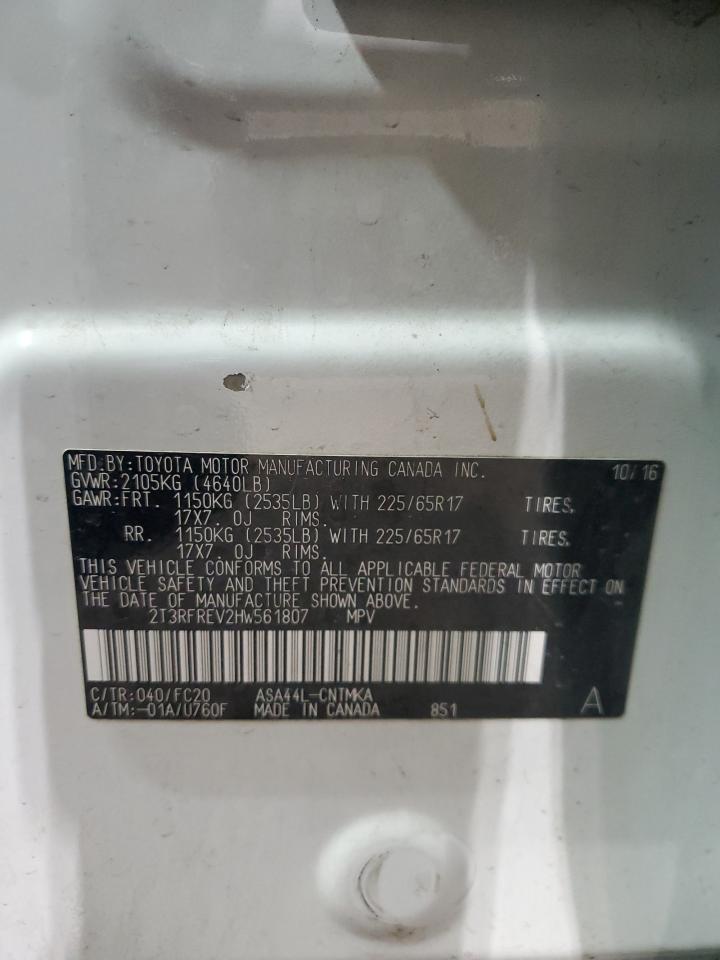 MFD.BY:TOYOTA MOTOR MANUFACTURING CANADA INC. 10/16
GVWR:2105KG (4640LB)
GAWR:FRT. 1150KG (2535LB) WITH 225/65R17 TIRES,
17X7.0J RIMS.
RR. 1150KG (2535LB) WITH 225/65R17 TIRES,
17X7.0J RIMS.
THIS VEHICLE CONFORMS TO ALL APPLICABLE FEDERAL MOTOR
VEHICLE SAFETY AND THEFT PREVENTION STANDARDS IN EFFECT ON
THE DATE OF MANUFACTURE SHOWN ABOVE.
2T3RFREV2HW561807 MPV
C/TR:040/FC20 ASA44L-CNTMKA
A/TM:-01A/U760F MADE IN CANADA 851 A